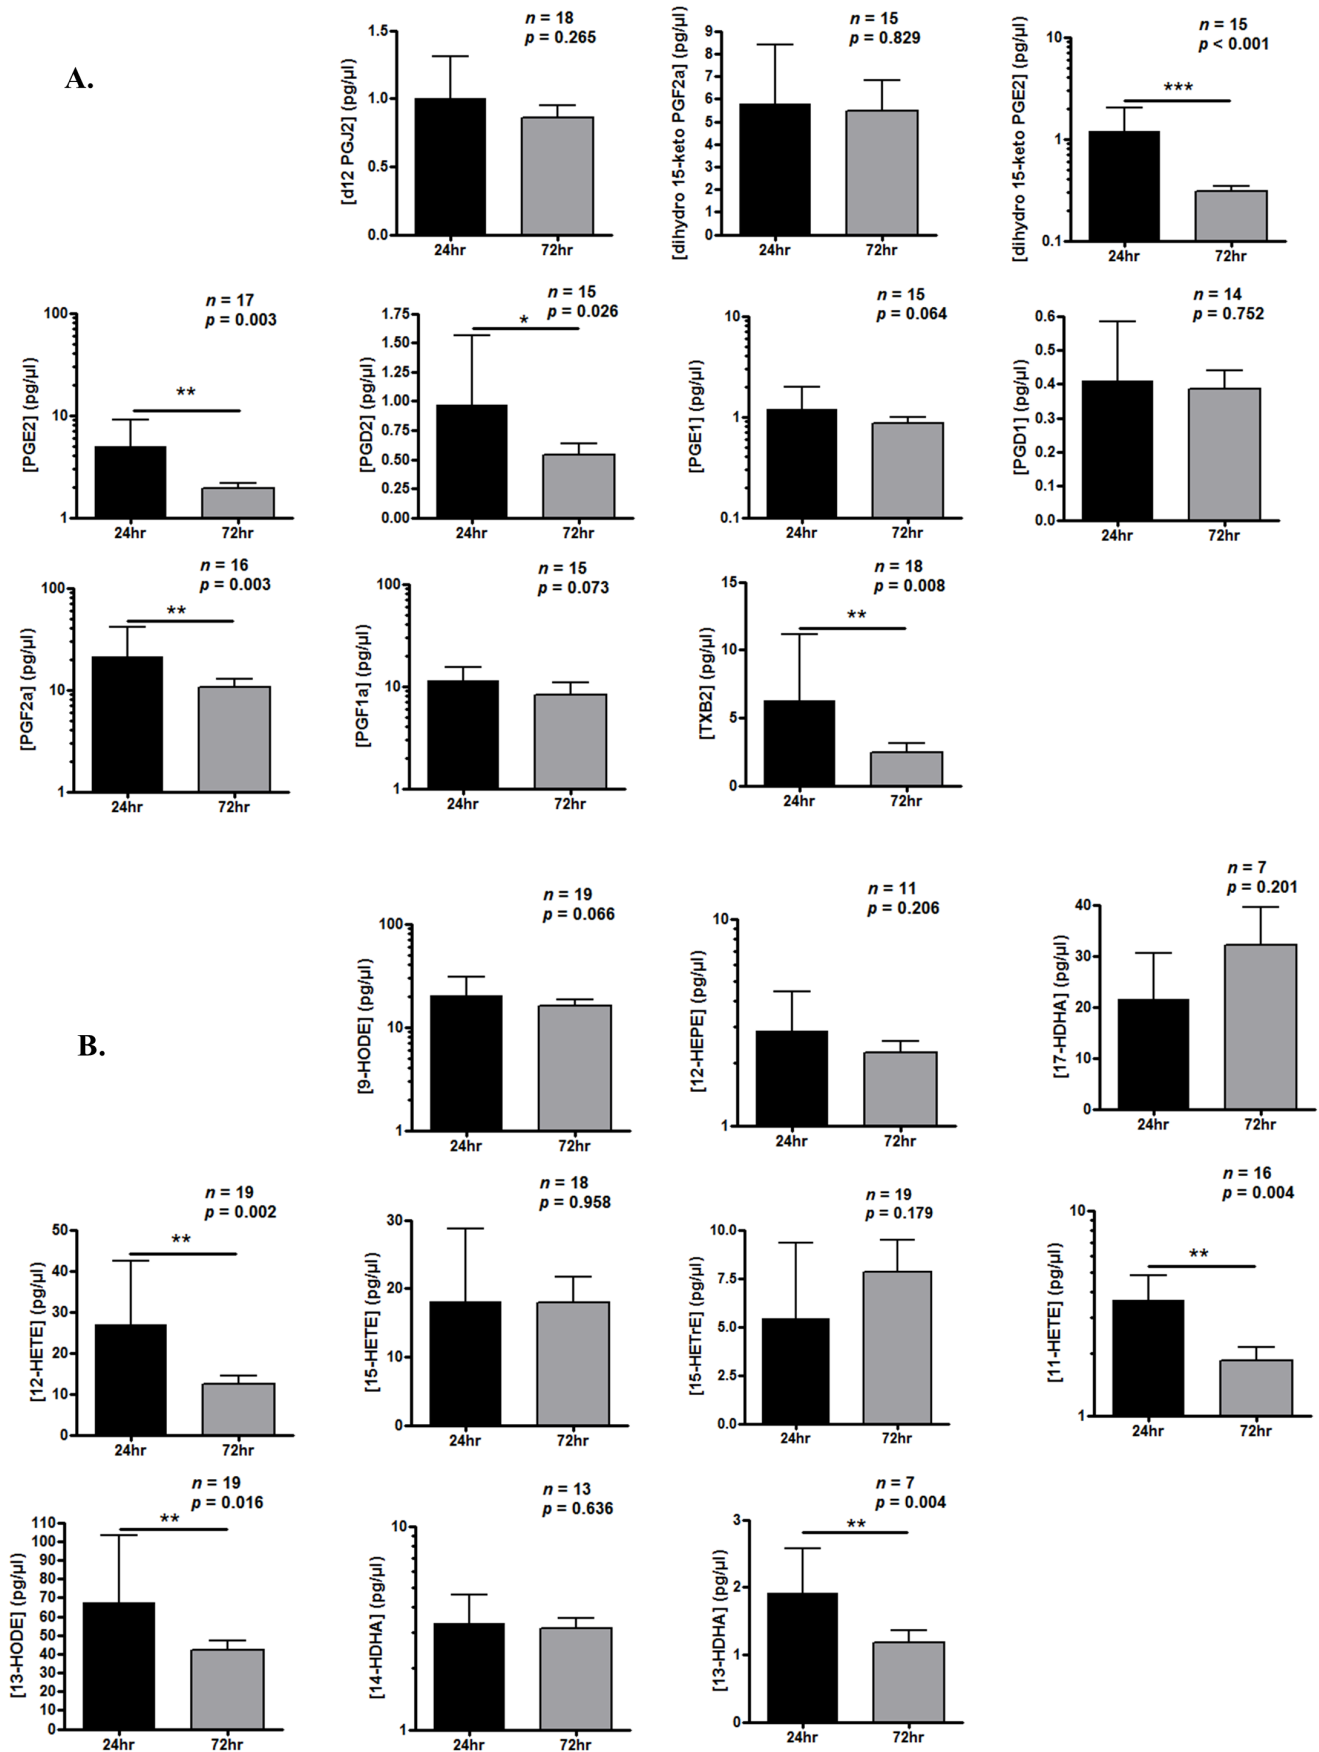 A.
n = 18
p = 0.265
[d12 PGJ2] (pg/µl)
1.5
1.0
0.5
0.0
24hr 72hr
n = 15
p = 0.829
[dihydro 15-keto PGF2a] (pg/µl)
9
8
7
6
5
4
3
2
1
0
24hr 72hr
n = 15
p < 0.001
[dihydro 15-keto PGE2] (pg/µl)
10
1
0.1
***
24hr 72hr
n = 17
p = 0.003
[PGE2] (pg/µl)
100
10
1
**
24hr 72hr
n = 15
p = 0.026
[PGD2] (pg/µl)
1.75
1.50
1.25
1.00
0.75
0.50
0.25
0.00
*
24hr 72hr
n = 15
p = 0.064
[PGE1] (pg/µl)
10
1
0.1
24hr 72hr
n = 14
p = 0.752
[PGD1] (pg/µl)
0.6
0.5
0.4
0.3
0.2
0.1
0.0
24hr 72hr
n = 16
p = 0.003
[PGF2a] (pg/µl)
100
10
1
**
24hr 72hr
n = 15
p = 0.073
[PGF1a] (pg/µl)
100
10
1
24hr 72hr
n = 18
p = 0.008
[TXB2] (pg/µl)
15
10
5
0
**
24hr 72hr
B.
n = 19
p = 0.066
[9-HODE] (pg/µl)
100
10
1
24hr 72hr
n = 11
p = 0.206
[12-HEPE] (pg/µl)
10
1
24hr 72hr
n = 7
p = 0.201
[17-HDHA] (pg/µl)
40
30
20
10
0
24hr 72hr
n = 19
p = 0.002
[12-HETE] (pg/µl)
50
40
30
20
10
0
**
24hr 72hr
n = 18
p = 0.958
[15-HETE] (pg/µl)
30
20
10
0
24hr 72hr
n = 19
p = 0.179
[15-HETrE] (pg/µl)
10.0
7.5
5.0
2.5
0.0
24hr 72hr
n = 16
p = 0.004
[11-HETE] (pg/µl)
10
1
**
24hr 72hr
n = 19
p = 0.016
[13-HODE] (pg/µl)
110
100
90
80
70
60
50
40
30
20
10
0
**
24hr 72hr
n = 13
p = 0.636
[14-HDHA] (pg/µl)
10
1
24hr 72hr
n = 7
p = 0.004
[13-HDHA] (pg/µl)
3
2
1
0
**
24hr 72hr